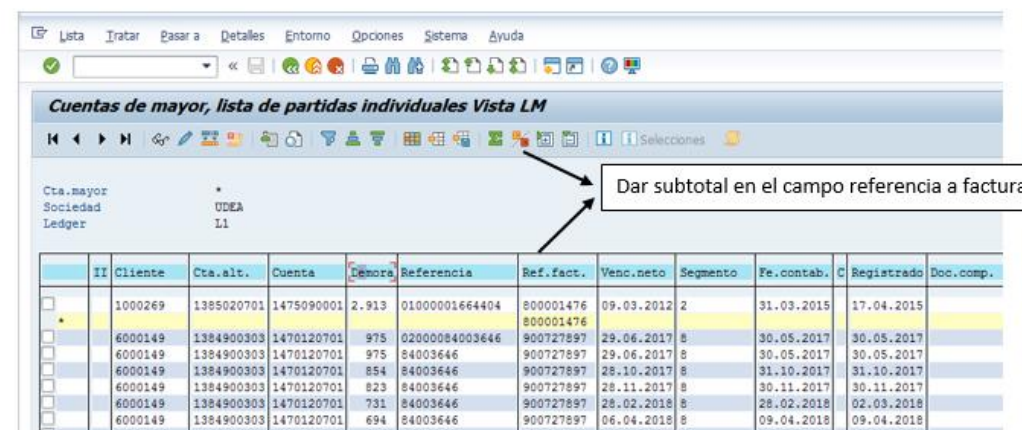 Lista Tratar Pasar a Detalles Entorno Opciones Sistema Ayuda
Cuentas de mayor, lista de partidas individuales Vista LM
Selecciones
Dar subtotal en el campo referencia a factura
Cta.mayor *
Sociedad UDEA
Ledger L1
II Cliente Cta.alt. Cuenta Demora Referencia Ref.fact. Venc.neto Segmento Fe.contab. C Registrado Doc.comp.
1000269 1385020701 1475090001 2.913 01000001664404 800001476 09.03.2012 2 31.03.2015 17.04.2015
* 800001476
6000149 1384900303 1470120701 975 02000084003646 900727897 29.06.2017 8 30.05.2017 30.05.2017
6000149 1384900303 1470120701 975 84003646 900727897 29.06.2017 8 30.05.2017 30.05.2017
6000149 1384900303 1470120701 854 84003646 900727897 28.10.2017 8 31.10.2017 31.10.2017
6000149 1384900303 1470120701 823 84003646 900727897 28.11.2017 8 30.11.2017 30.11.2017
6000149 1384900303 1470120701 731 84003646 900727897 28.02.2018 8 28.02.2018 02.03.2018
6000149 1384900303 1470120701 694 84003646 900727897 06.04.2018 8 09.04.2018 09.04.2018